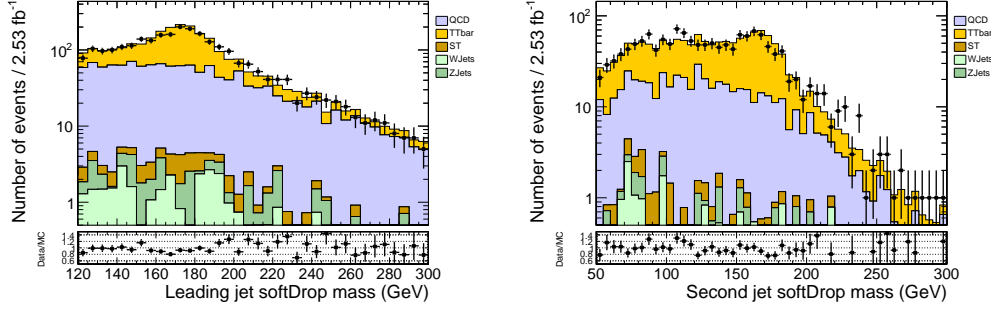 Number of events / 2.53 fb⁻¹
10²
10
1
QCD
TTbar
ST
WJets
ZJets
Data/MC
1.4
1.2
1
0.8
0.6
120 140 160 180 200 220 240 260 280 300
Leading jet softDrop mass (GeV)
Number of events / 2.53 fb⁻¹
10²
10
1
QCD
TTbar
ST
WJets
ZJets
Data/MC
1.4
1.2
1
0.8
0.6
50 100 150 200 250 300
Second jet softDrop mass (GeV)